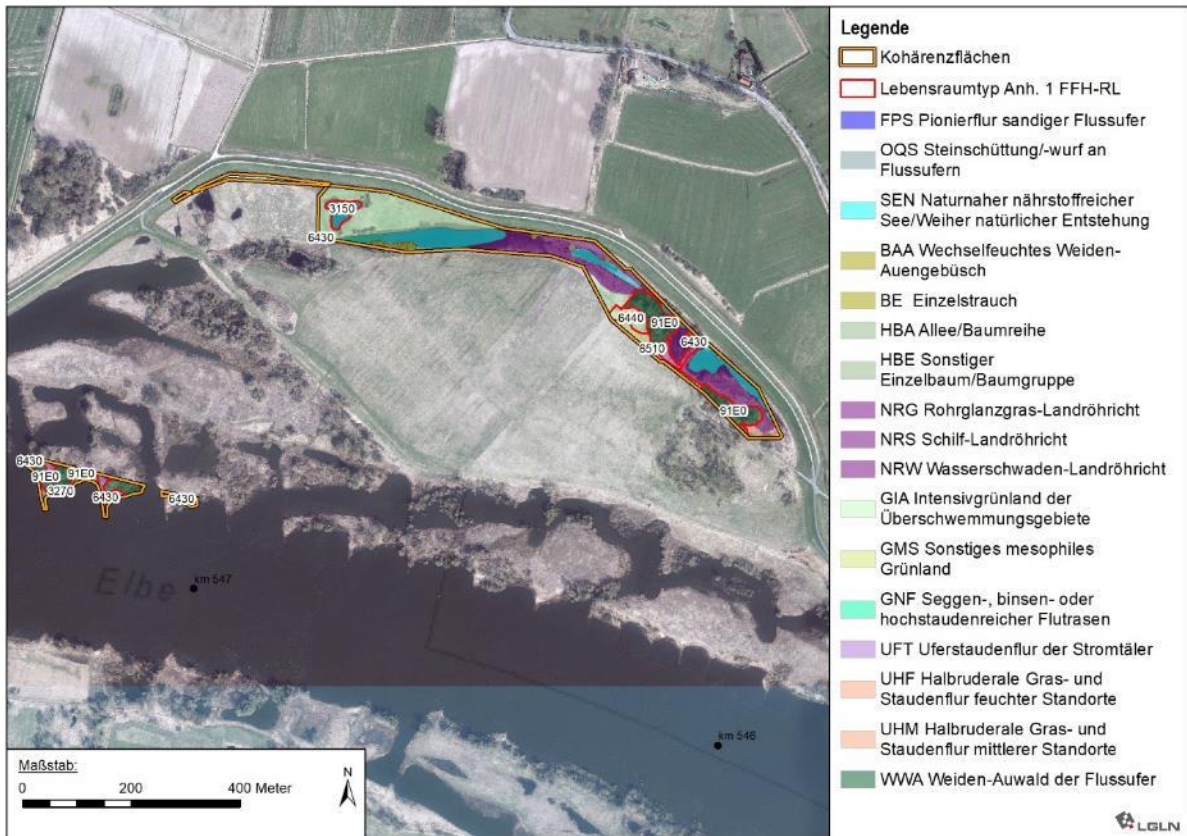 3150
6430
6440
91E0
6430
6510
91E0
6430
91E0
91E0
3270
6430
6430
Elbe
km 547
km 546
Maßstab:
0 200 400 Meter
N
Legende
Kohärenzflächen
Lebensraumtyp Anh. 1 FFH-RL
FPS Pionierflur sandiger Flussufer
OQS Steinschüttung/-wurf an
Flussufern
SEN Naturnaher nährstoffreicher
See/Weiher natürlicher Entstehung
BAA Wechselfeuchtes Weiden-
Auengebüsch
BE Einzelstrauch
HBA Allee/Baumreihe
HBE Sonstiger
Einzelbaum/Baumgruppe
NRG Rohrglanzgras-Landröhricht
NRS Schilf-Landröhricht
NRW Wasserschwaden-Landröhricht
GIA Intensivgrünland der
Überschwemmungsgebiete
GMS Sonstiges mesophiles
Grünland
GNF Seggen-, binsen- oder
hochstaudenreicher Flutrasen
UFT Uferstaudenflur der Stromtäler
UHF Halbruderale Gras- und
Staudenflur feuchter Standorte
UHM Halbruderale Gras- und
Staudenflur mittlerer Standorte
WWA Weiden-Auwald der Flussufer
LGLN